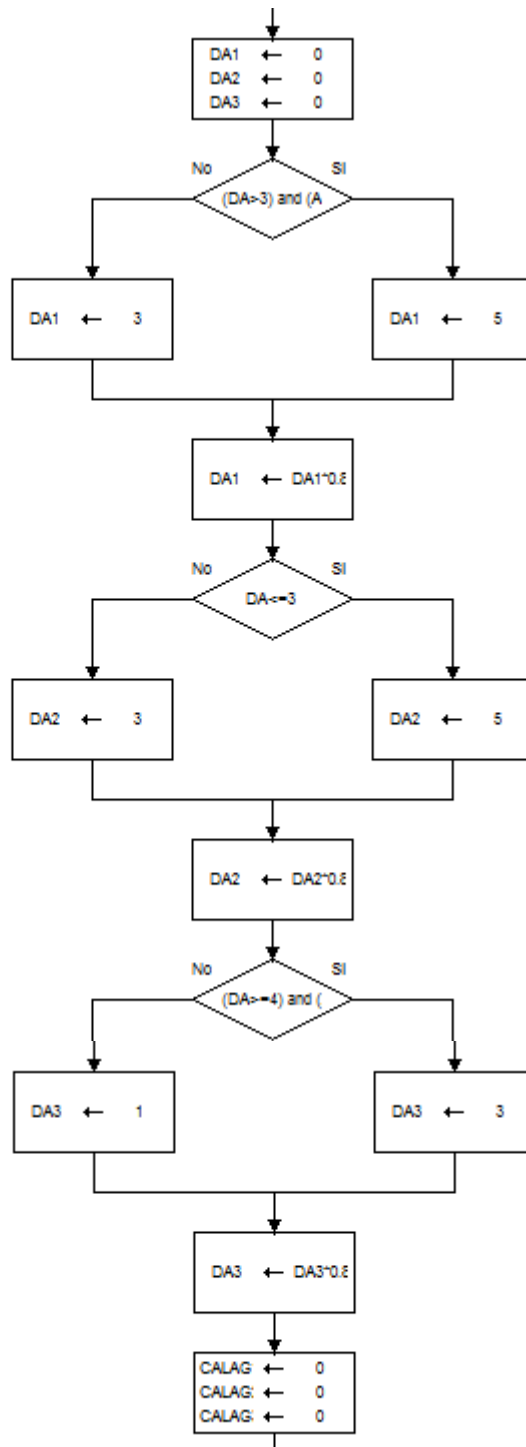 DA1 ← 0
DA2 ← 0
DA3 ← 0
No
SI
(DA>3) and (A
DA1 ← 3
DA1 ← 5
DA1 ← DA1*0.8
No
SI
DA<=3
DA2 ← 3
DA2 ← 5
DA2 ← DA2*0.8
No
SI
(DA>=4) and (
DA3 ← 1
DA3 ← 3
DA3 ← DA3*0.8
CALAG ← 0
CALAG ← 0
CALAG ← 0